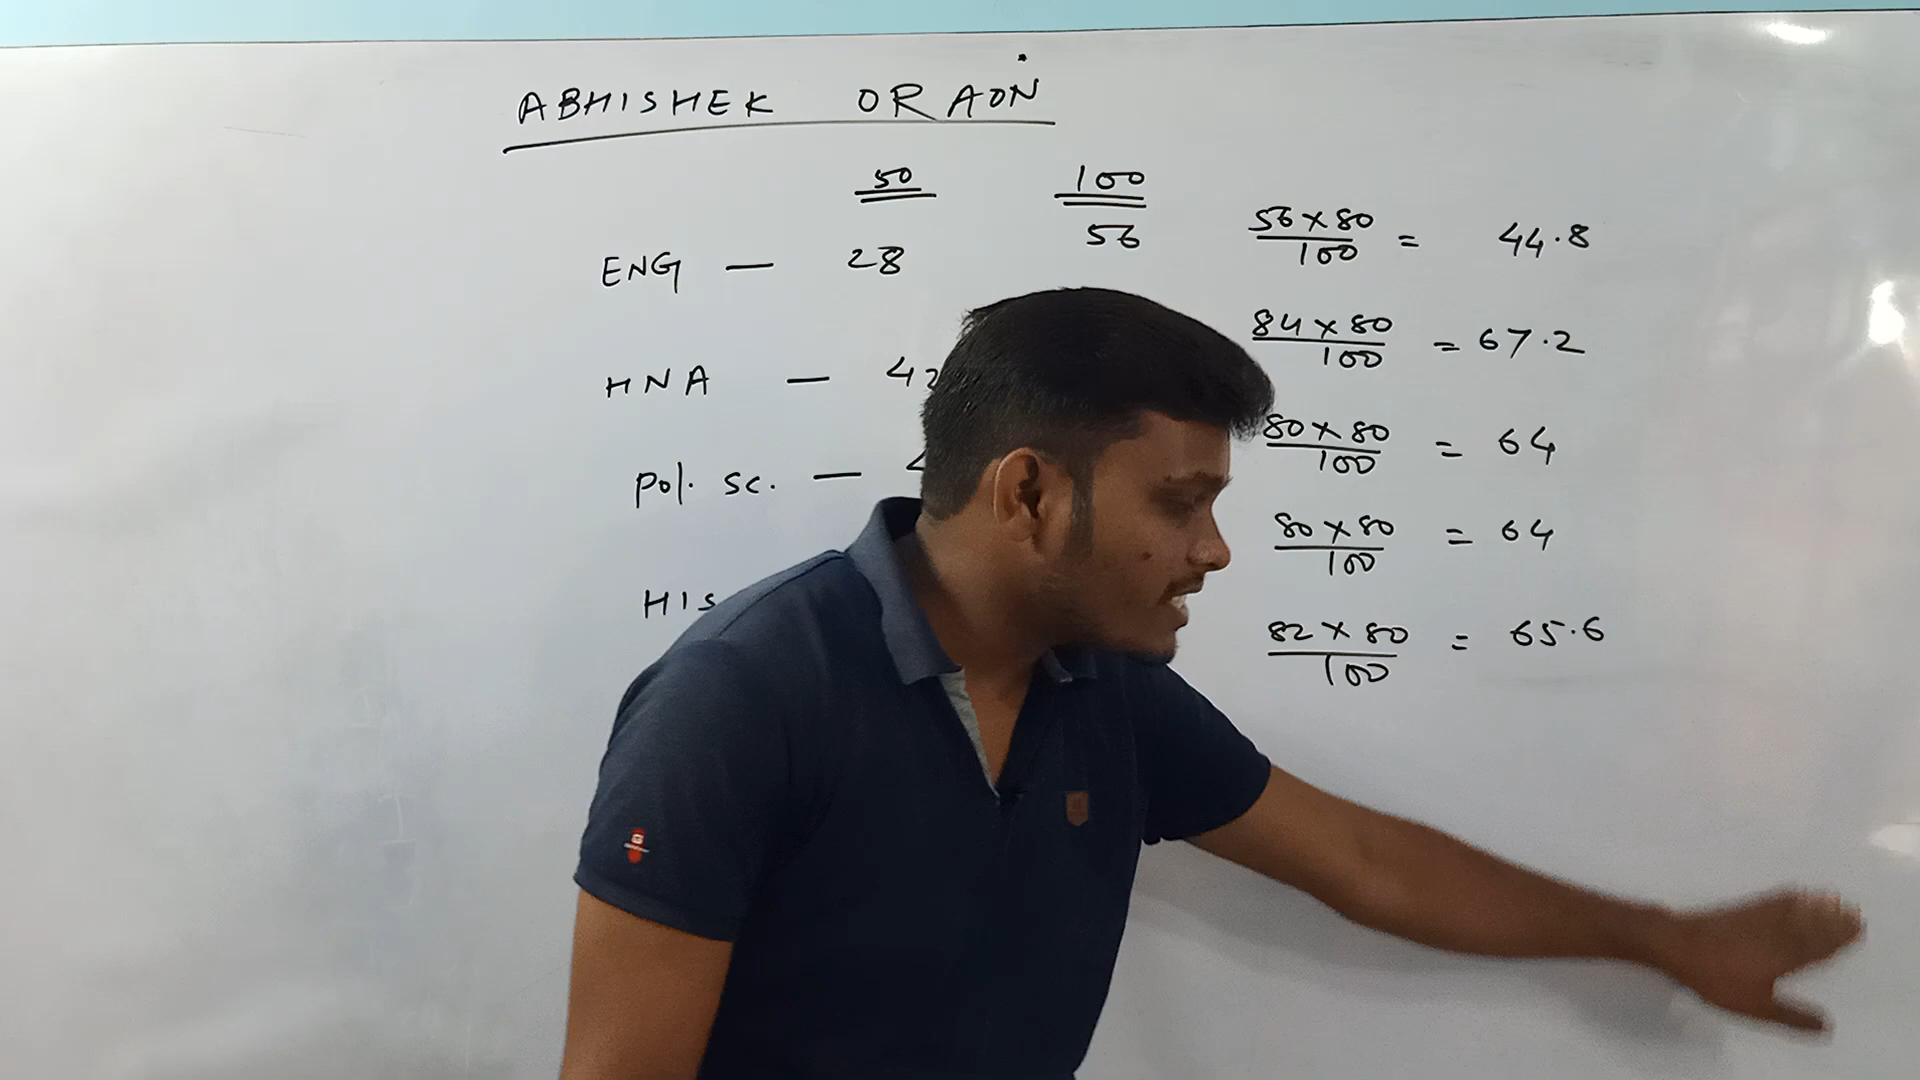 ABHISHEK ORAON
50 100
56
ENG — 28
56 x 80 / 100 = 44.8
HNA — 42
84 x 80 / 100 = 67.2
Pol. Sc. —
80 x 80 / 100 = 64
80 x 80 / 100 = 64
HIS
82 x 80 / 100 = 65.6